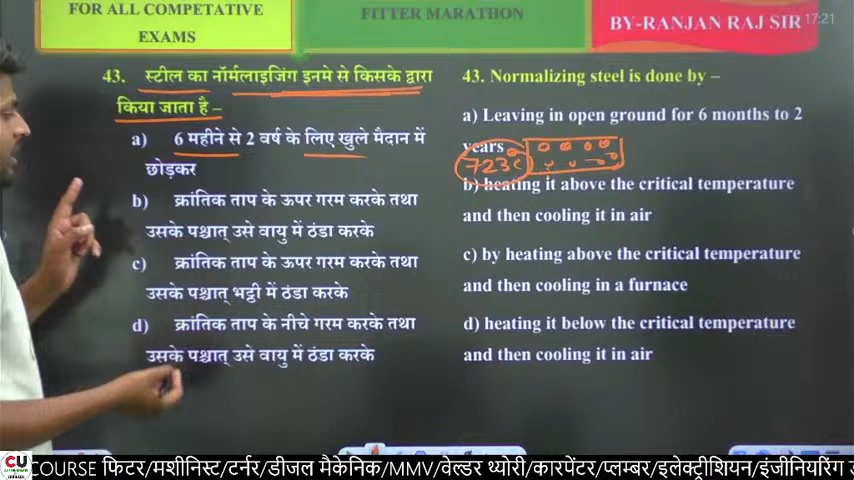 FOR ALL COMPETATIVE
EXAMS
FITTER MARATHON
BY-RANJAN RAJ SIR
17:21
43. स्टील का नॉर्मलाइजिंग इनमे से किसके द्वारा
किया जाता है –
a) 6 महीने से 2 वर्ष के लिए खुले मैदान में
छोड़कर
b) क्रांतिक ताप के ऊपर गरम करके तथा
उसके पश्चात् उसे वायु में ठंडा करके
c) क्रांतिक ताप के ऊपर गरम करके तथा
उसके पश्चात् भट्ठी में ठंडा करके
d) क्रांतिक ताप के नीचे गरम करके तथा
उसके पश्चात् उसे वायु में ठंडा करके
43. Normalizing steel is done by –
a) Leaving in open ground for 6 months to 2
years
723°C
b) heating it above the critical temperature
and then cooling it in air
c) by heating above the critical temperature
and then cooling in a furnace
d) heating it below the critical temperature
and then cooling it in air
CU
COURSE फिटर/मशीनिस्ट/टर्नर/डीजल मैकेनिक/MMV/वेल्डर थ्योरी/कारपेंटर/प्लम्बर/इलेक्ट्रीशियन/इंजीनियरिंग